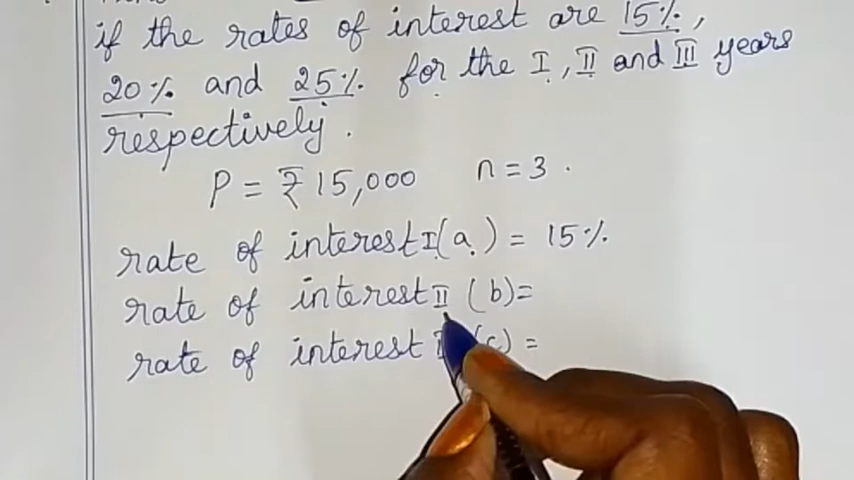 if the rates of interest are 15%,
20% and 25% for the I, II and III years
respectively.
P = ₹ 15,000 n = 3.
rate of interest I (a) = 15%
rate of interest II (b) =
rate of interest (c) =